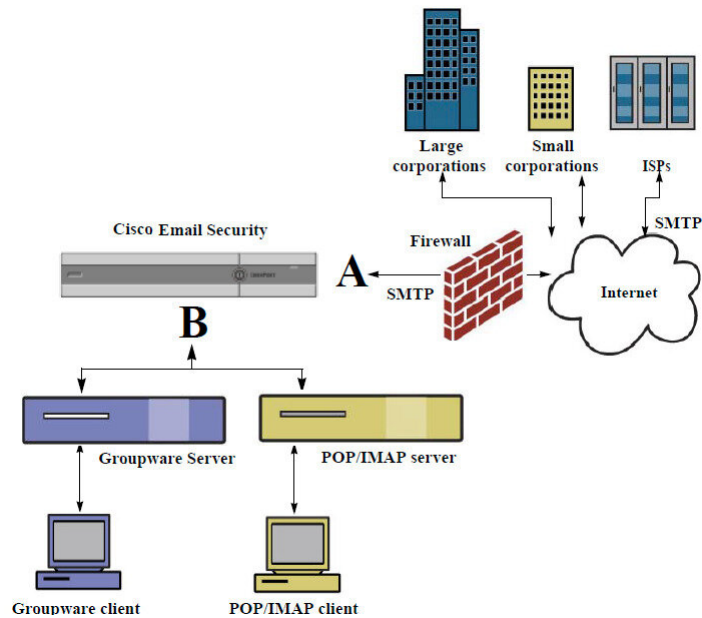 Large
corporations
Small
corporations
ISPs
SMTP
Cisco Email Security
Firewall
A
SMTP
Internet
B
Groupware Server
POP/IMAP server
Groupware client
POP/IMAP client